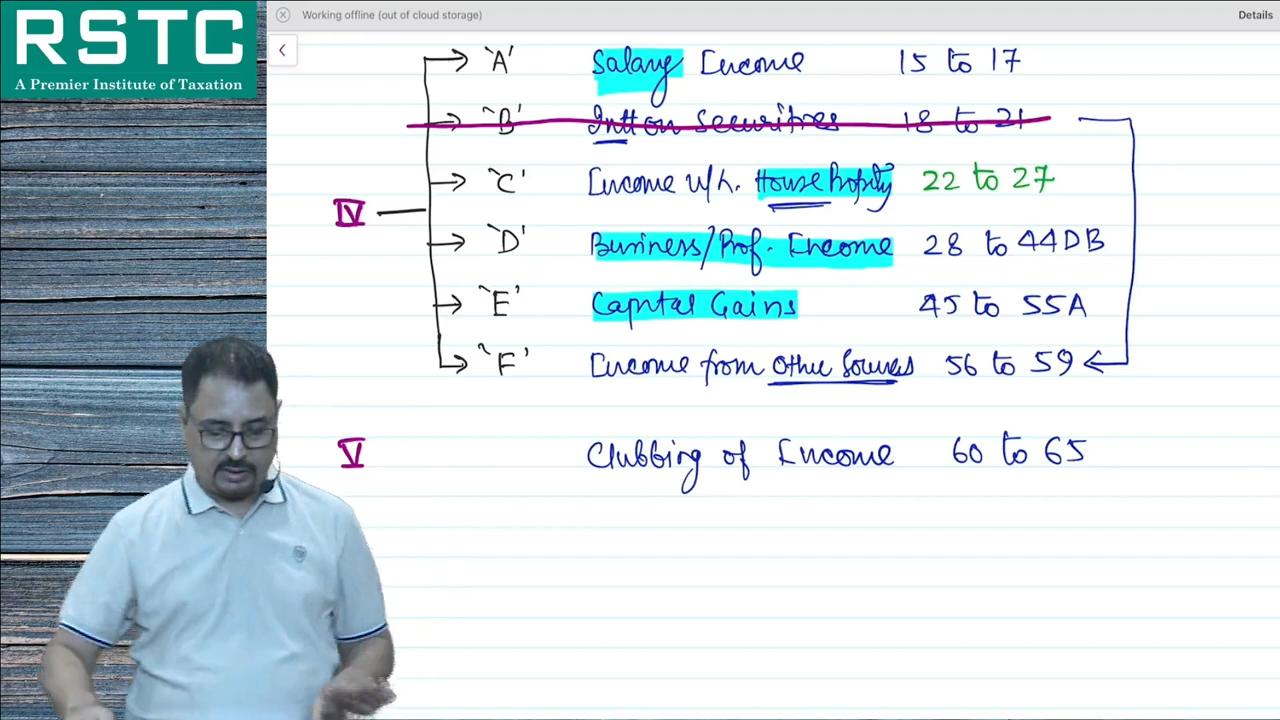 RSTC
A Premier Institute of Taxation
Working offline (out of cloud storage)
Details
`A' Salary Income 15 to 17
`B' Intt on Securities 18 to 21
`C' Income u/h. House Property 22 to 27
IV
`D' Business/Prof. Income 28 to 44DB
`E' Capital Gains 45 to 55A
`F' Income from Other Sources 56 to 59
V Clubbing of Income 60 to 65